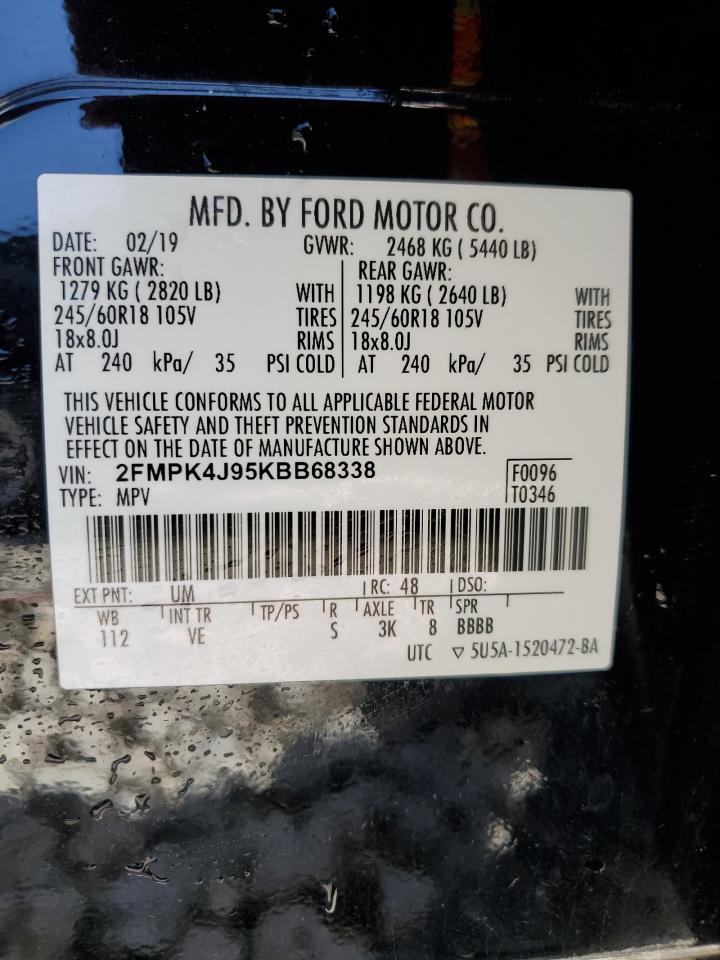 MFD. BY FORD MOTOR CO.
DATE: 02/19 GVWR: 2468 KG ( 5440 LB)
FRONT GAWR: REAR GAWR:
1279 KG ( 2820 LB) WITH 1198 KG ( 2640 LB) WITH
245/60R18 105V TIRES 245/60R18 105V TIRES
18x8.0J RIMS 18x8.0J RIMS
AT 240 kPa/ 35 PSI COLD AT 240 kPa/ 35 PSI COLD
THIS VEHICLE CONFORMS TO ALL APPLICABLE FEDERAL MOTOR
VEHICLE SAFETY AND THEFT PREVENTION STANDARDS IN
EFFECT ON THE DATE OF MANUFACTURE SHOWN ABOVE.
VIN: 2FMPK4J95KBB68338 F0096
TYPE: MPV T0346
EXT PNT: UM RC: 48 DSO:
WB INT TR TP/PS R AXLE TR SPR
112 VE S 3K 8 BBBB
UTC ▽ 5U5A-1520472-BA